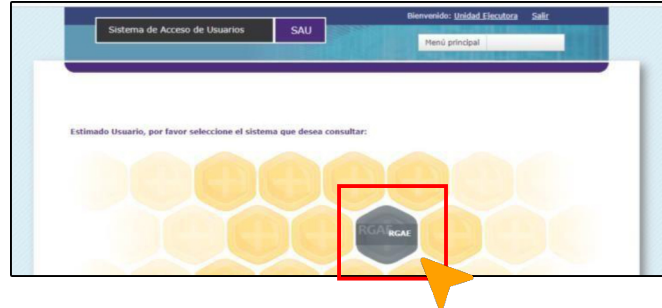 Bienvenido: Unidad Ejecutora Salir
Sistema de Acceso de Usuarios SAU
Menú principal
Estimado Usuario, por favor seleccione el sistema que desea consultar:
RGAE RGAE